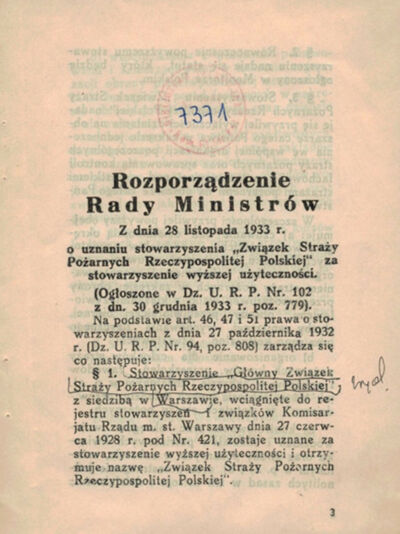 7371
Rozporządzenie
Rady Ministrów
Z dnia 28 listopada 1933 r.
o uznaniu stowarzyszenia „Związek Straży
Pożarnych Rzeczypospolitej Polskiej" za
stowarzyszenie wyższej użyteczności.
(Ogłoszone w Dz. U. R. P. Nr. 102
z dn. 30 grudnia 1933 r. poz. 779).
Na podstawie art. 46, 47 i 51 prawa o sto-
warzyszeniach z dnia 27 październik 1932
r. (Dz. U. R. P. Nr. 94, poz. 808) zarządza się
co następuje:
§ 1. Stowarzyszenie „Główny Związek
Straży Pożarnych Rzeczypospolitej Polskiej",
z siedzibą w Warszawie, wciągnięte do re-
jestru stowarzyszeń i związków Komisar-
jatu Rządu m. st. Warszawy dnia 27 czerw-
ca 1928 r. pod Nr. 421, zostaje uznane za
stowarzyszenie wyższej użyteczności i otrzy-
muje nazwę „Związek Straży Pożarnych
Rzeczypospolitej Polskiej".
3